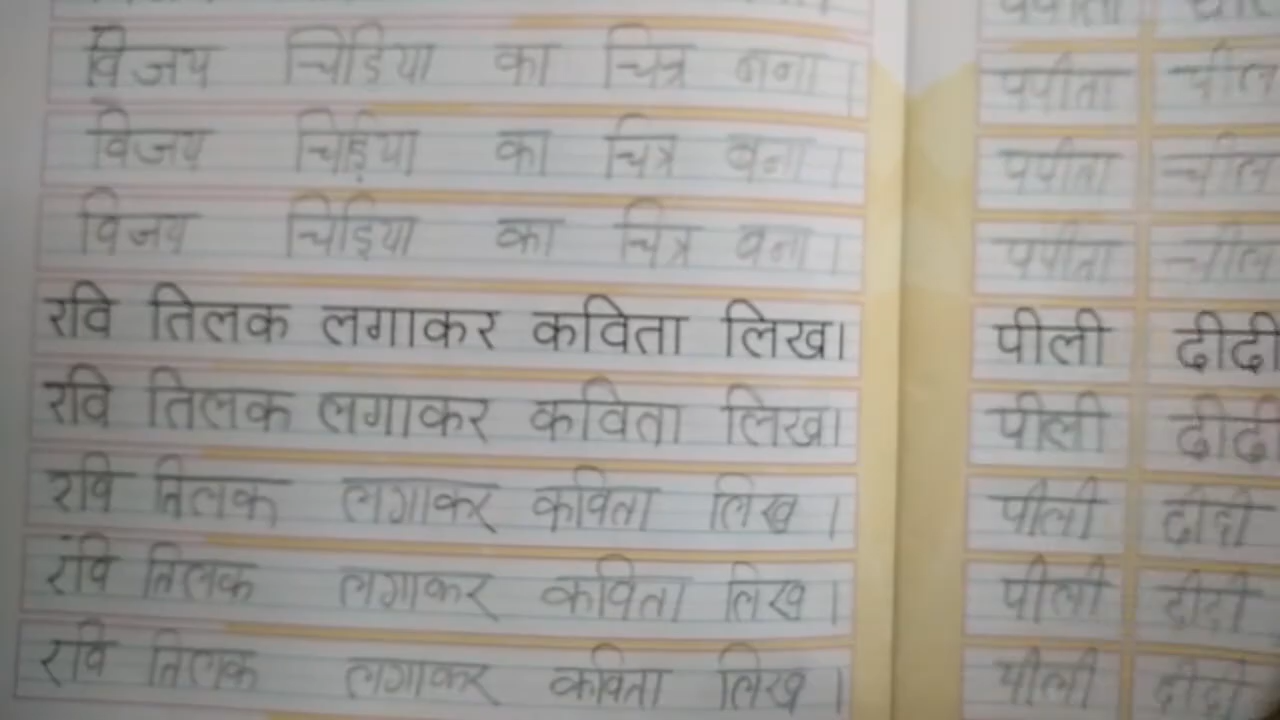 विजय चिडिया का चित्र बना।
विजय चिड़िया का चित्र बना।
विजय चिडिया का चित्र बना।
रवि तिलक लगाकर कविता लिख।
रवि तिलक लगाकर कविता लिख।
रवि तिलक लगाकर कविता लिख।
रवि तिलक लगाकर कविता लिख।
रवि तिलक लगाकर कविता लिख।
पपीता
पपीता चील
पपीता चील
पपीता चील
पीली दीदी
पीली दीदी
पीली दीदी
पीली दीदी
पीली दीदी